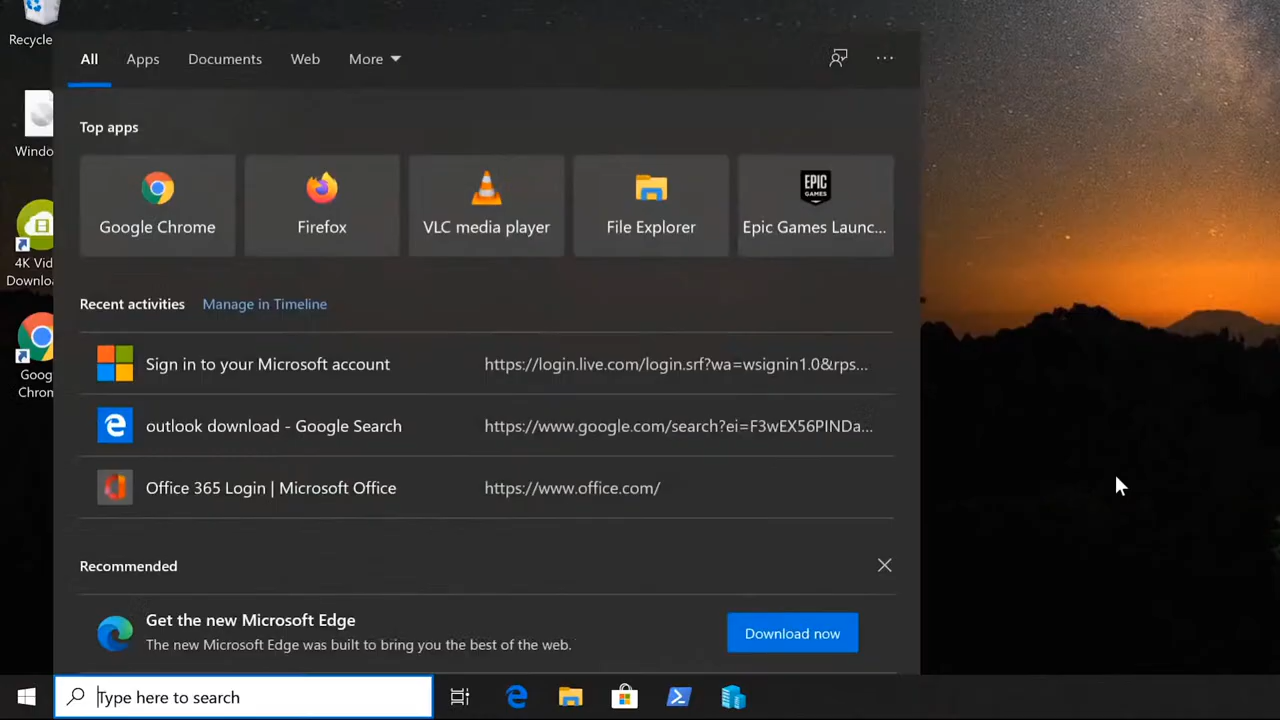 Recycle
Windo
4K Vid
Downloa
Goog
Chrom
All
Apps
Documents
Web
More
Top apps
Google Chrome
Firefox
VLC media player
File Explorer
EPIC
GAMES
Epic Games Launc...
Recent activities
Manage in Timeline
Sign in to your Microsoft account
https://login.live.com/login.srf?wa=wsignin1.0&rps...
outlook download - Google Search
https://www.google.com/search?ei=F3wEX56PINDa...
Office 365 Login | Microsoft Office
https://www.office.com/
Recommended
Get the new Microsoft Edge
The new Microsoft Edge was built to bring you the best of the web.
Download now
Type here to search